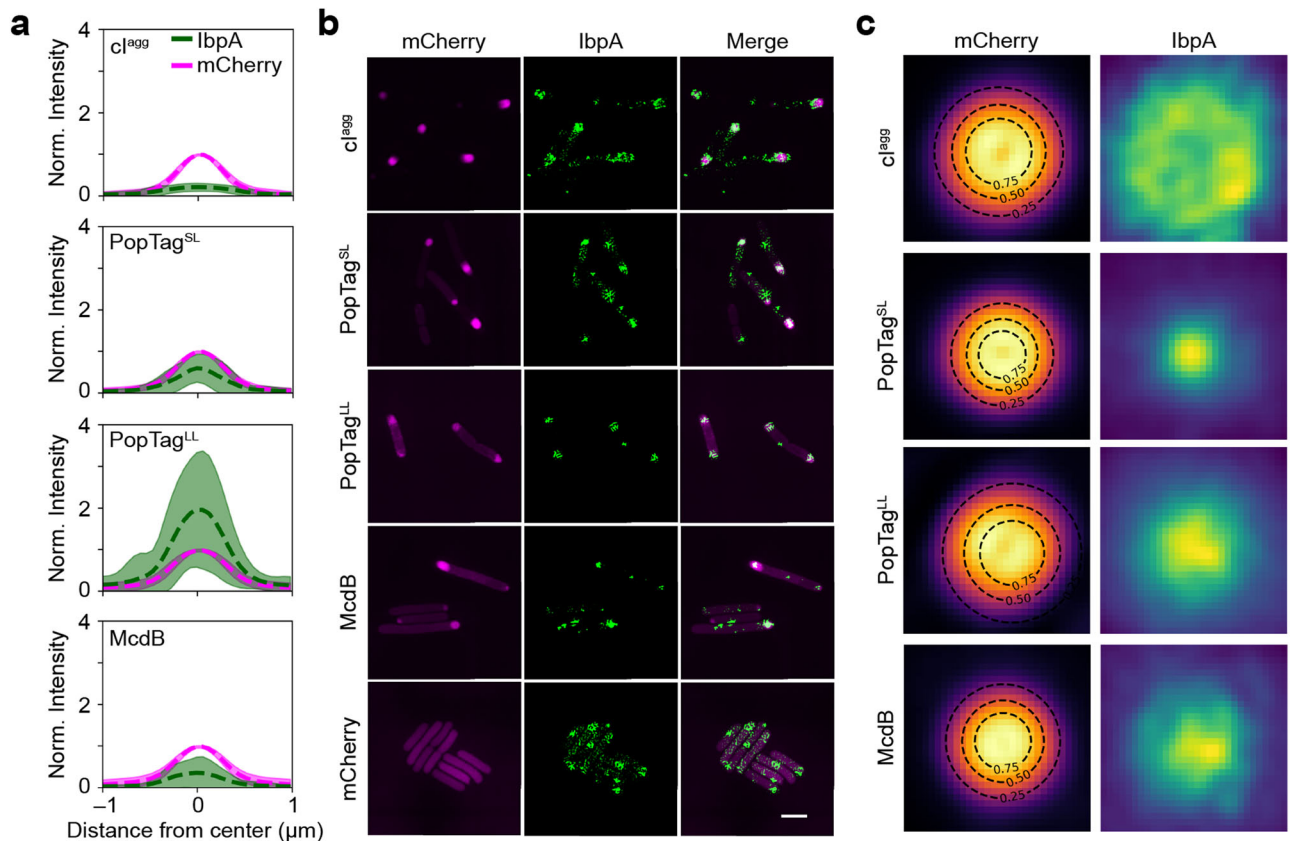 a
4
2
0
Norm. Intensity
cI^agg
IbpA
mCherry
4
2
0
Norm. Intensity
PopTag^SL
4
2
0
Norm. Intensity
PopTag^LL
4
2
0
Norm. Intensity
McdB
−1 0 1
Distance from center (μm)
b
mCherry IbpA Merge
cI^agg
PopTag^SL
PopTag^LL
McdB
mCherry
c
mCherry IbpA
cI^agg
0.75
0.50
0.25
PopTag^SL
0.75
0.50
0.25
PopTag^LL
0.75
0.50
McdB
0.75
0.50
0.25